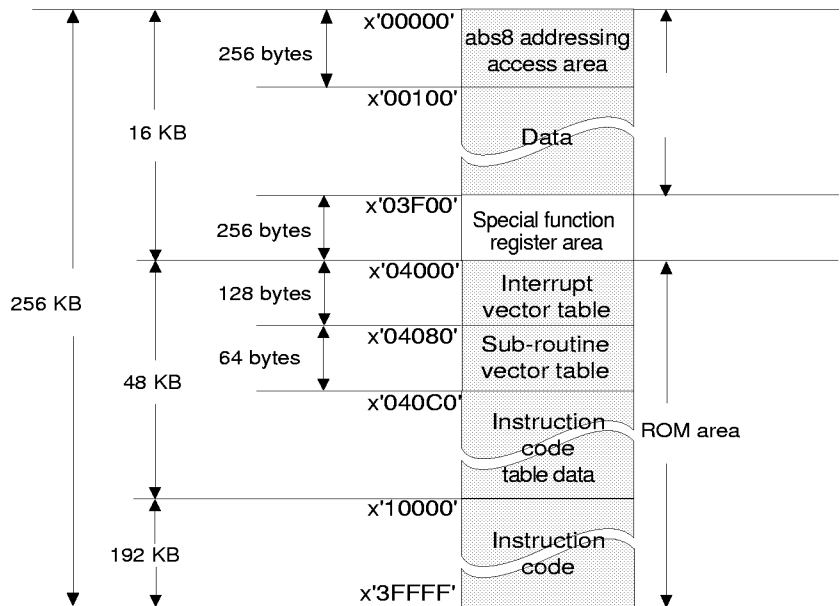 x'00000'
abs8 addressing
access area
256 bytes
x'00100'
16 KB
Data
x'03F00'
Special function
register area
256 bytes
x'04000'
Interrupt
vector table
128 bytes
256 KB
x'04080'
Sub-routine
vector table
64 bytes
48 KB
x'040C0'
Instruction
code
table data
ROM area
x'10000'
192 KB
Instruction
code
x'3FFFF'